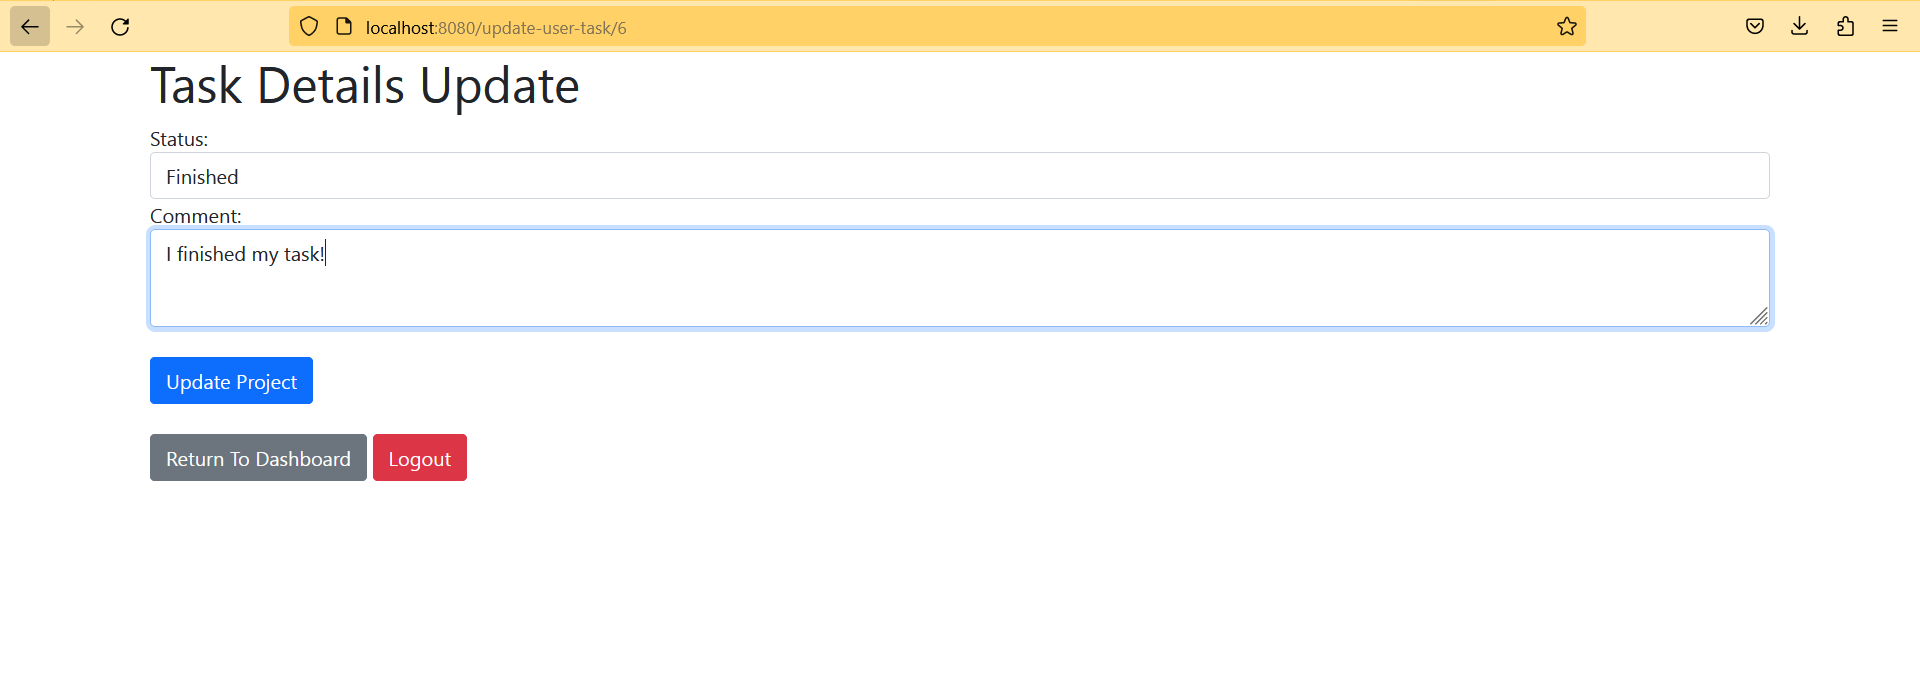 localhost:8080/update-user-task/6
Task Details Update
Status:
Finished
Comment:
I finished my task!
Update Project
Return To Dashboard Logout